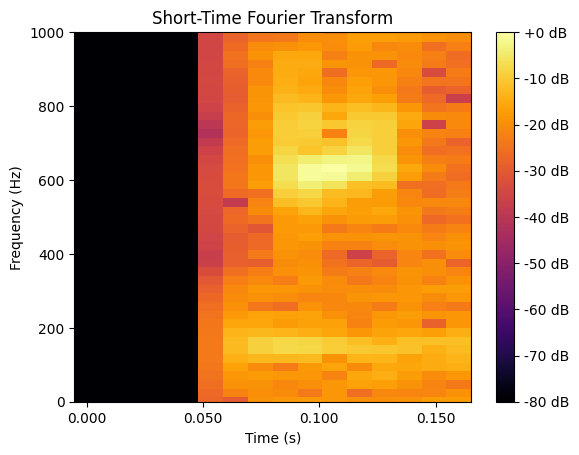 Short-Time Fourier Transform
1000
800
600
400
200
0
Frequency (Hz)
0.000
0.050
0.100
0.150
Time (s)
+0 dB
-10 dB
-20 dB
-30 dB
-40 dB
-50 dB
-60 dB
-70 dB
-80 dB